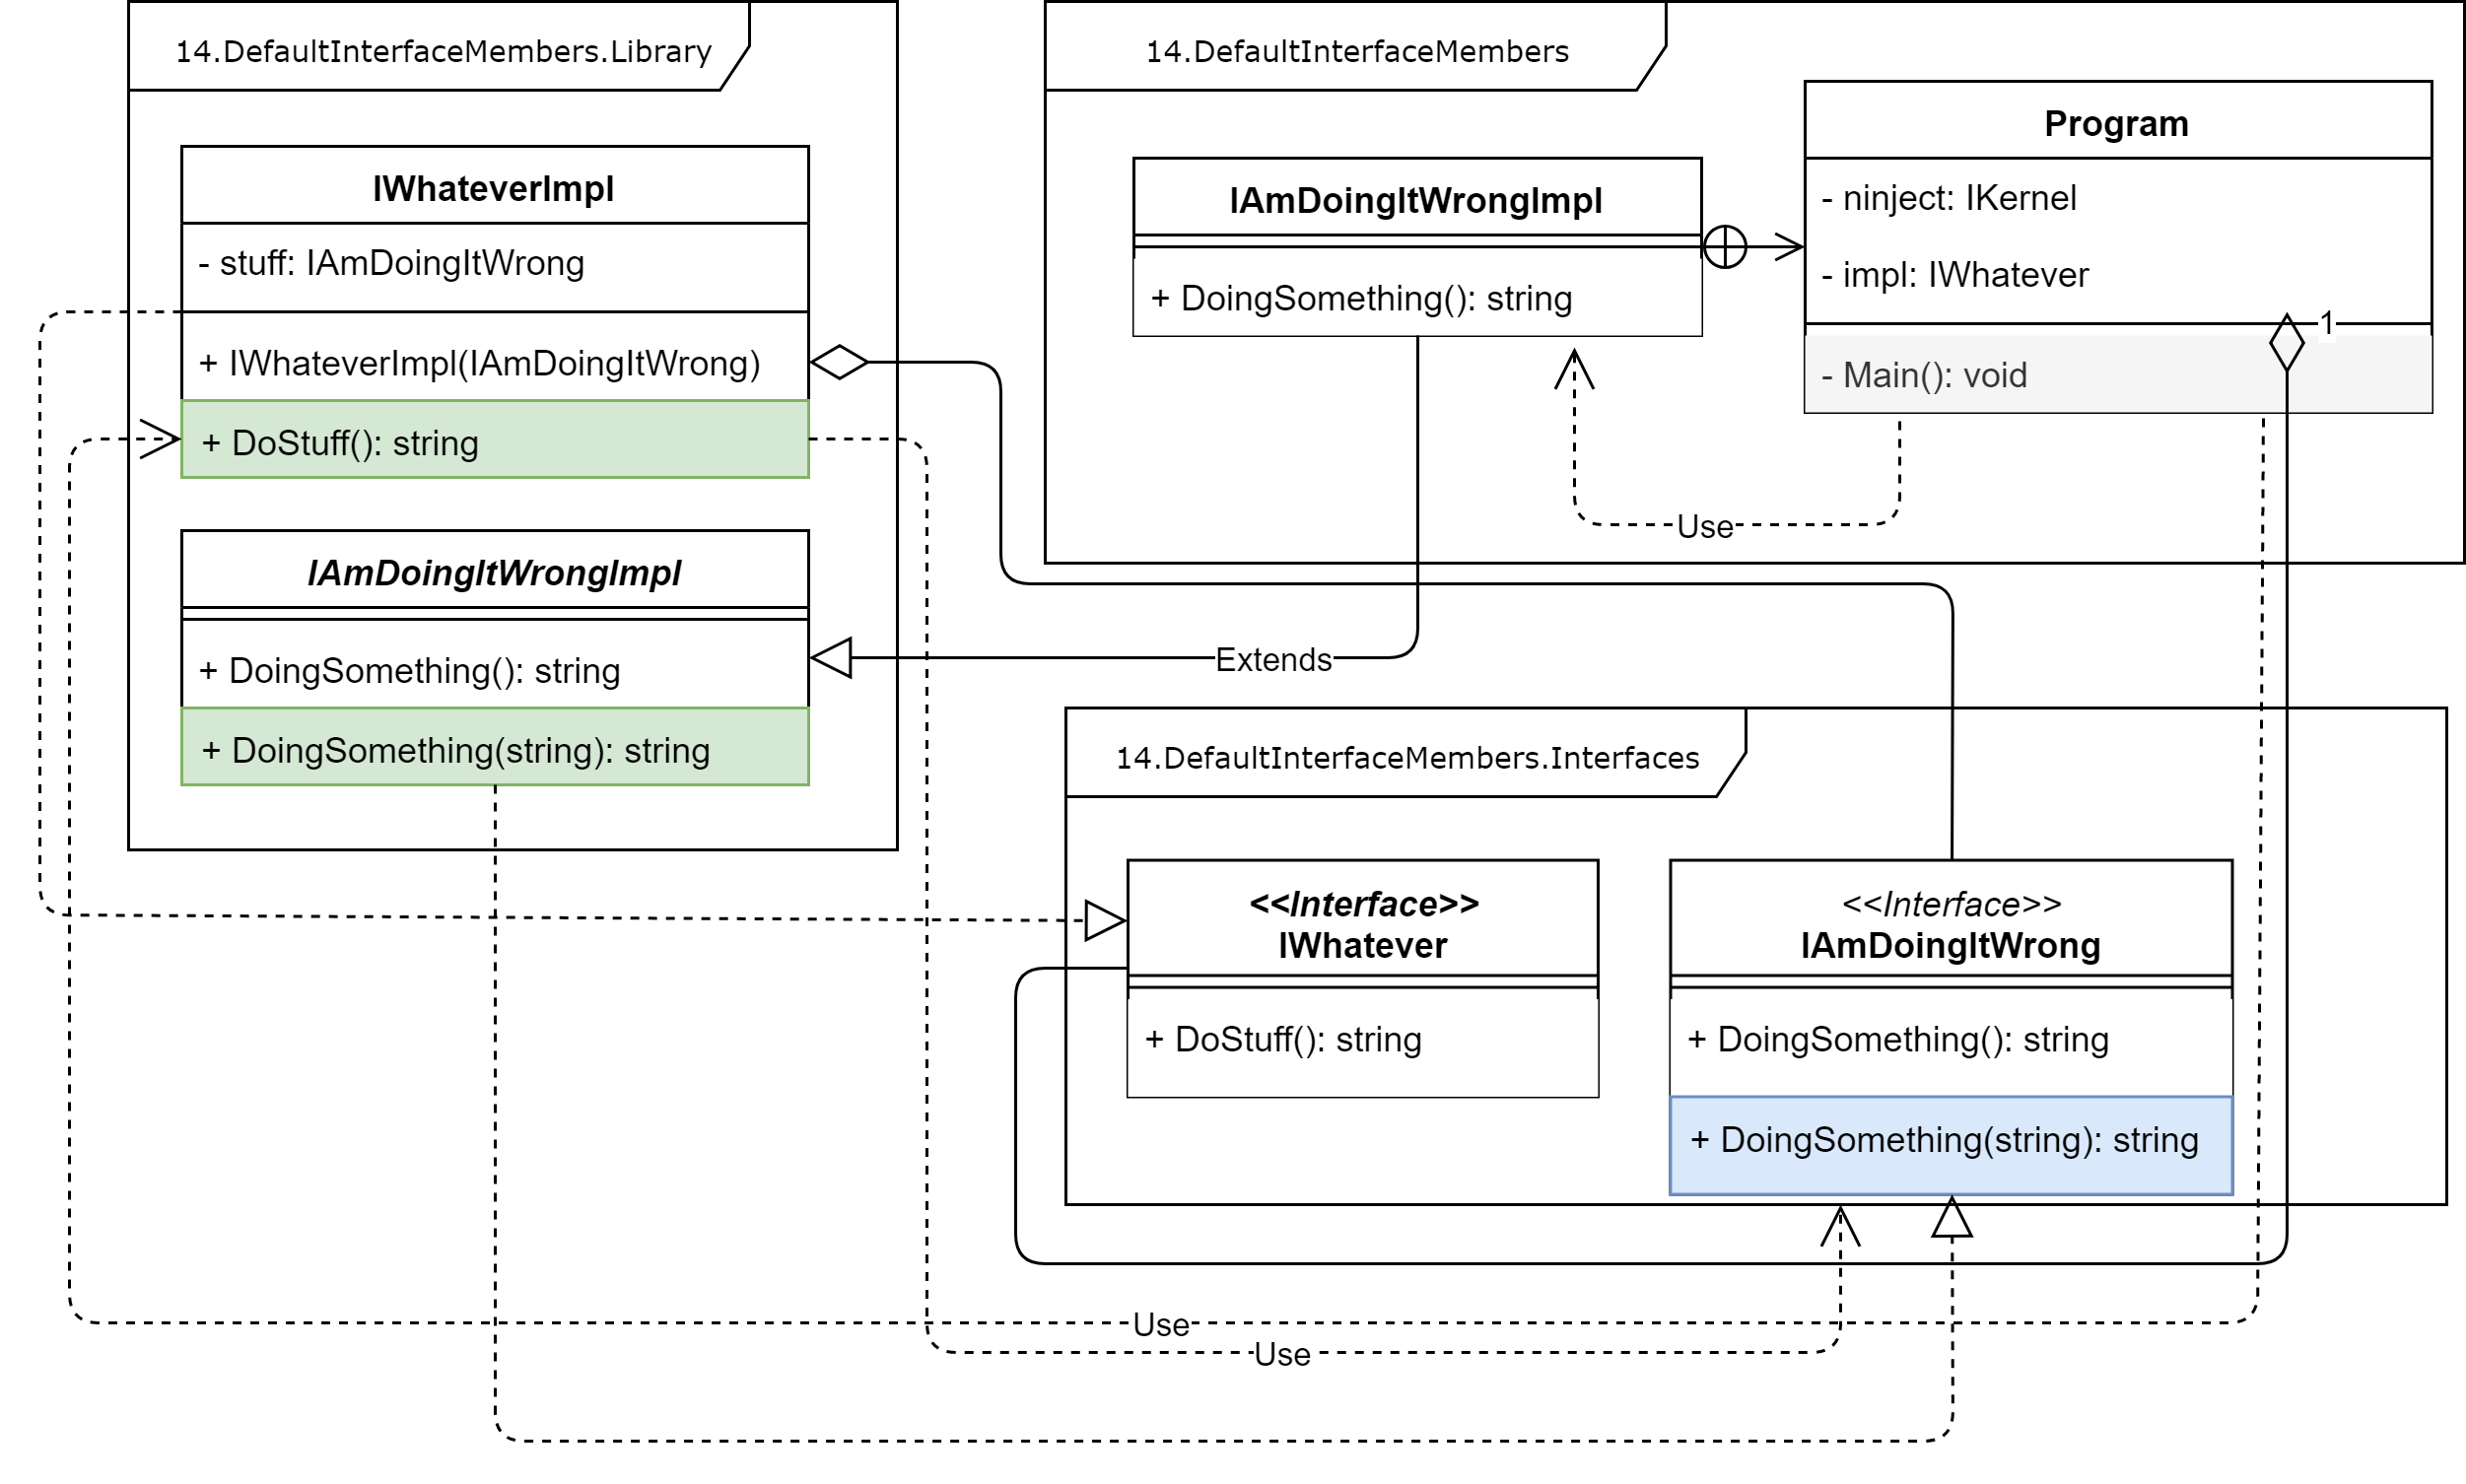 14.DefaultInterfaceMembers.Library
IWhateverImpl
- stuff: IAmDoingItWrong
+ IWhateverImpl(IAmDoingItWrong)
+ DoStuff(): string
IAmDoingItWrongImpl
+ DoingSomething(): string
+ DoingSomething(string): string
14.DefaultInterfaceMembers
IAmDoingItWrongImpl
+ DoingSomething(): string
Program
- ninject: IKernel
- impl: IWhatever
1
- Main(): void
Use
Extends
14.DefaultInterfaceMembers.Interfaces
<<Interface>>
IWhatever
+ DoStuff(): string
<<Interface>>
IAmDoingItWrong
+ DoingSomething(): string
+ DoingSomething(string): string
Use
Use